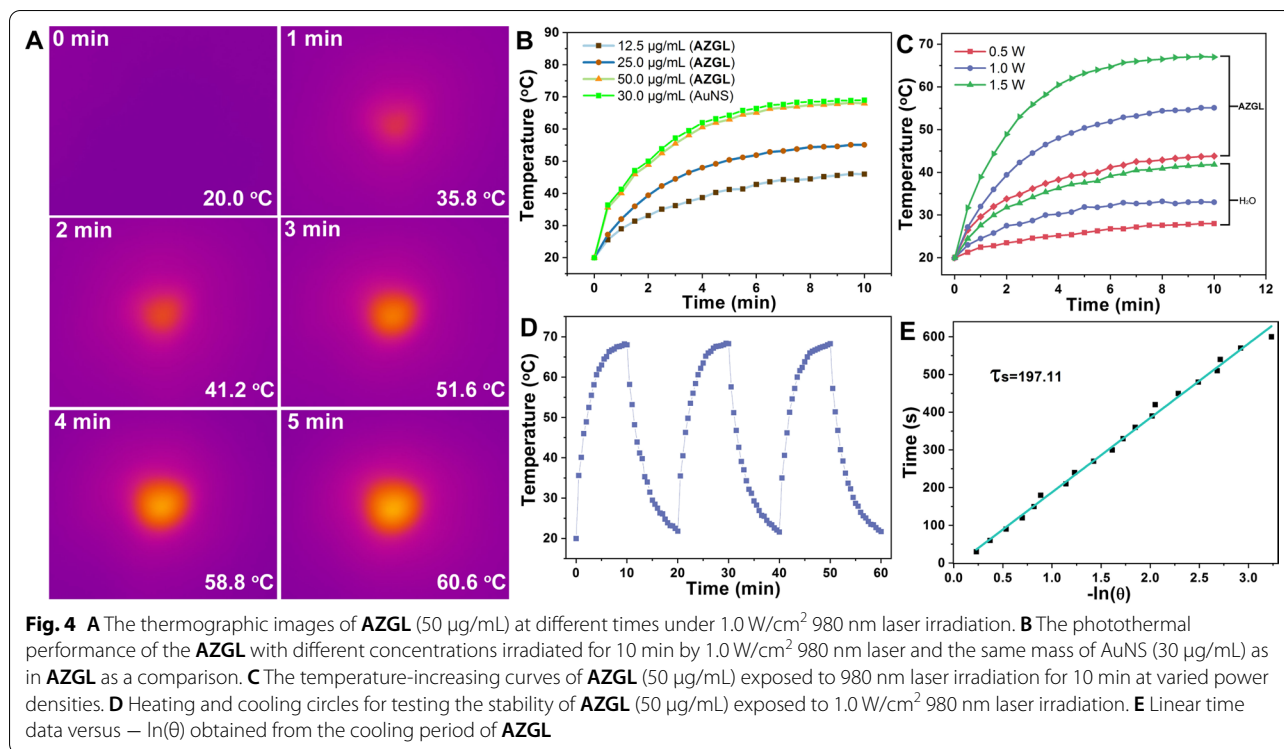 A
0 min
20.0 °C
1 min
35.8 °C
2 min
41.2 °C
3 min
51.6 °C
4 min
58.8 °C
5 min
60.6 °C
B
90
80
70
60
50
40
30
20
Temperature (°C)
12.5 µg/mL (AZGL)
25.0 µg/mL (AZGL)
50.0 µg/mL (AZGL)
30.0 µg/mL (AuNS)
0 2 4 6 8 10
Time (min)
C
70
60
50
40
30
20
Temperature (°C)
0.5 W
1.0 W
1.5 W
AZGL
H₂O
0 2 4 6 8 10 12
Time (min)
D
70
60
50
40
30
20
Temperature (°C)
0 10 20 30 40 50 60
Time (min)
E
600
500
400
300
200
100
0
Time (s)
τs=197.11
0.0 0.5 1.0 1.5 2.0 2.5 3.0
-ln(θ)
Fig. 4 A The thermographic images of AZGL (50 µg/mL) at different times under 1.0 W/cm² 980 nm laser irradiation. B The photothermal
performance of the AZGL with different concentrations irradiated for 10 min by 1.0 W/cm² 980 nm laser and the same mass of AuNS (30 µg/mL) as
in AZGL as a comparison. C The temperature-increasing curves of AZGL (50 µg/mL) exposed to 980 nm laser irradiation for 10 min at varied power
densities. D Heating and cooling circles for testing the stability of AZGL (50 µg/mL) exposed to 1.0 W/cm² 980 nm laser irradiation. E Linear time
data versus − ln(θ) obtained from the cooling period of AZGL